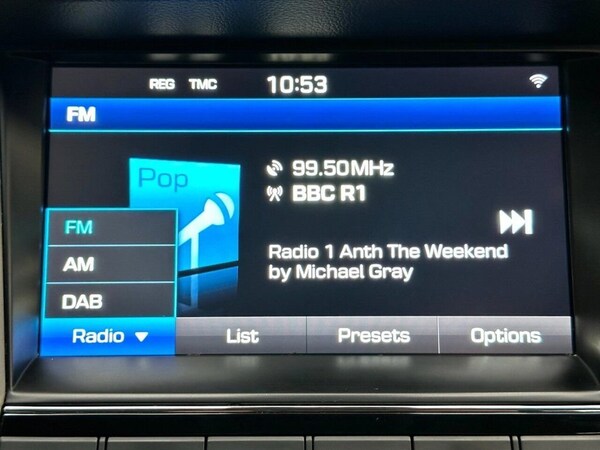 REG TMC 10:53
FM
Pop
99.50MHz
BBC R1
Radio 1 Anth The Weekend
by Michael Gray
FM
AM
DAB
Radio List Presets Options